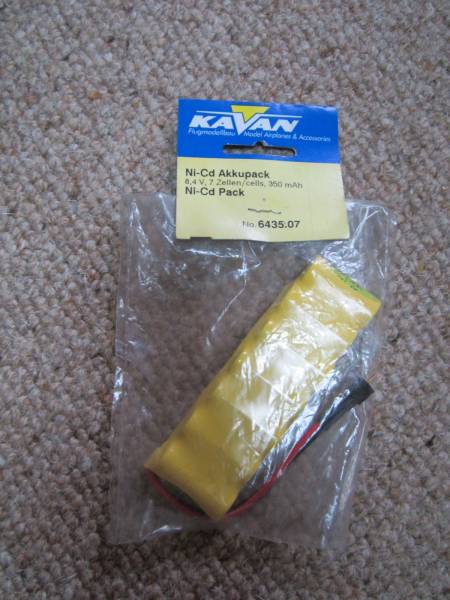 KAVAN
Flugmodellbau Model Airplanes & Accessories
Ni-Cd Akkupack
8,4 V, 7 Zellen/cells, 350 mAh
Ni-Cd Pack
No. 6435.07